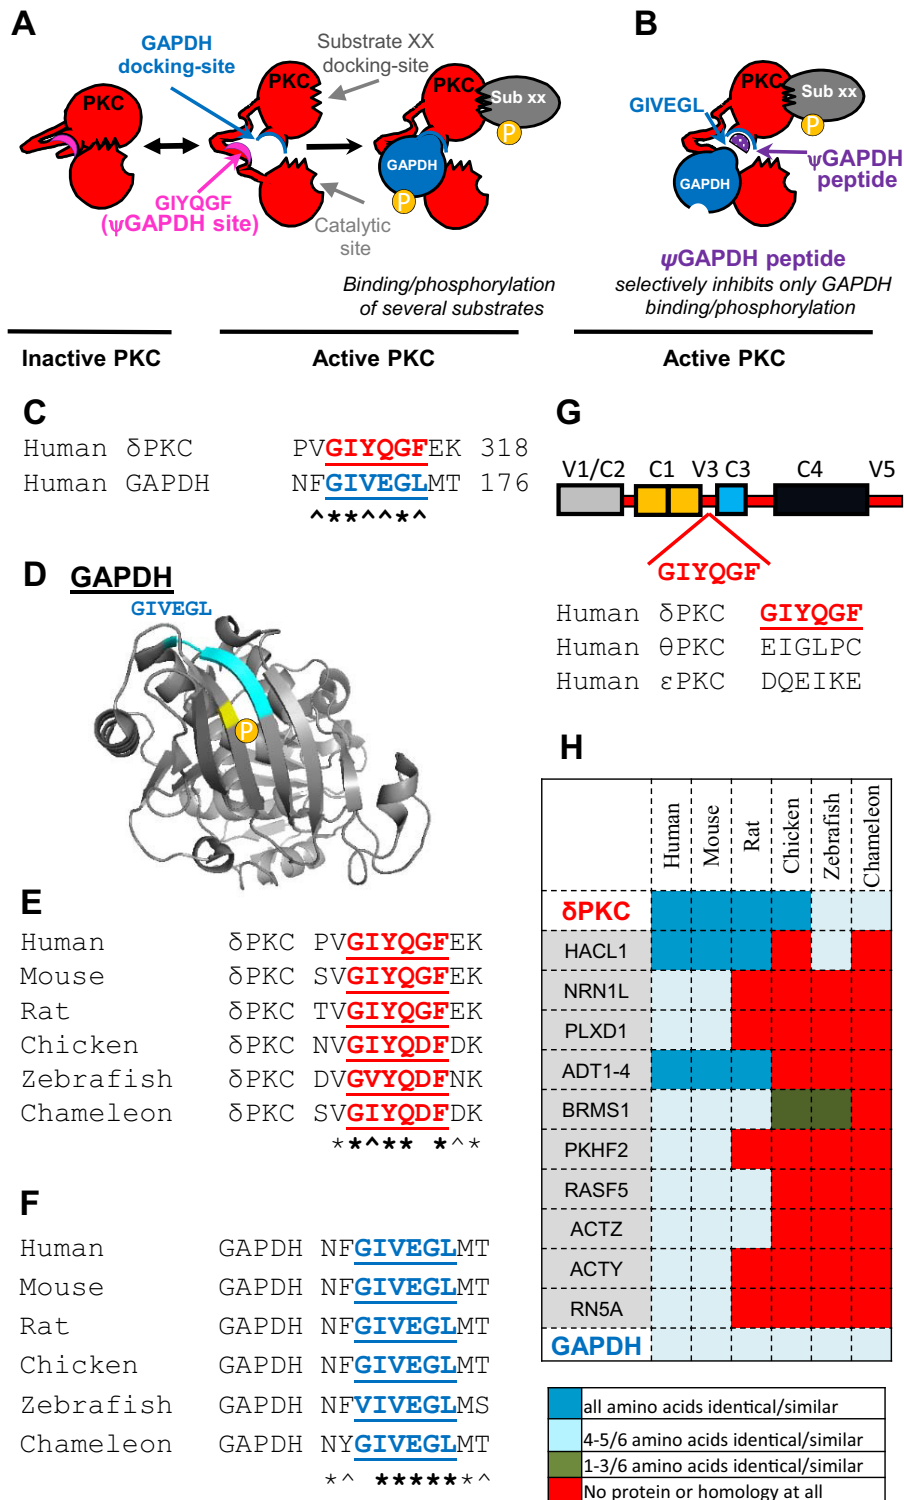 A
B
GAPDH
docking-site
Substrate XX
docking-site
PKC
PKC
PKC
Sub xx
P
GAPDH
P
GIYQGF
(ψGAPDH site)
Catalytic
site
Binding/phosphorylation
of several substrates
Inactive PKC
Active PKC
PKC
Sub xx
P
GIVEGL
GAPDH
ψGAPDH
peptide
ψGAPDH peptide
selectively inhibits only GAPDH
binding/phosphorylation
Active PKC
C
Human δPKC PVGIYQGFEK 318
Human GAPDH NFGIVEGLMT 176
^**^^*^
D GAPDH
GIVEGL
P
E
Human δPKC PVGIYQGFEK
Mouse δPKC SVGIYQGFEK
Rat δPKC TVGIYQGFEK
Chicken δPKC NVGIYQDFDK
Zebrafish δPKC DVGVYQDFNK
Chameleon δPKC SVGIYQDFDK
**^** *^*
F
Human GAPDH NFGIVEGLMT
Mouse GAPDH NFGIVEGLMT
Rat GAPDH NFGIVEGLMT
Chicken GAPDH NFGIVEGLMT
Zebrafish GAPDH NFVIVEGLMS
Chameleon GAPDH NYGIVEGLMT
*^ ******^
G
V1/C2 C1 V3 C3 C4 V5
GIYQGF
Human δPKC GIYQGF
Human θPKC EIGLPC
Human εPKC DQEIKE
H
Human Mouse Rat Chicken Zebrafish Chameleon
δPKC
HACL1
NRN1L
PLXD1
ADT1-4
BRMS1
PKHF2
RASF5
ACTZ
ACTY
RN5A
GAPDH
all amino acids identical/similar
4-5/6 amino acids identical/similar
1-3/6 amino acids identical/similar
No protein or homology at all